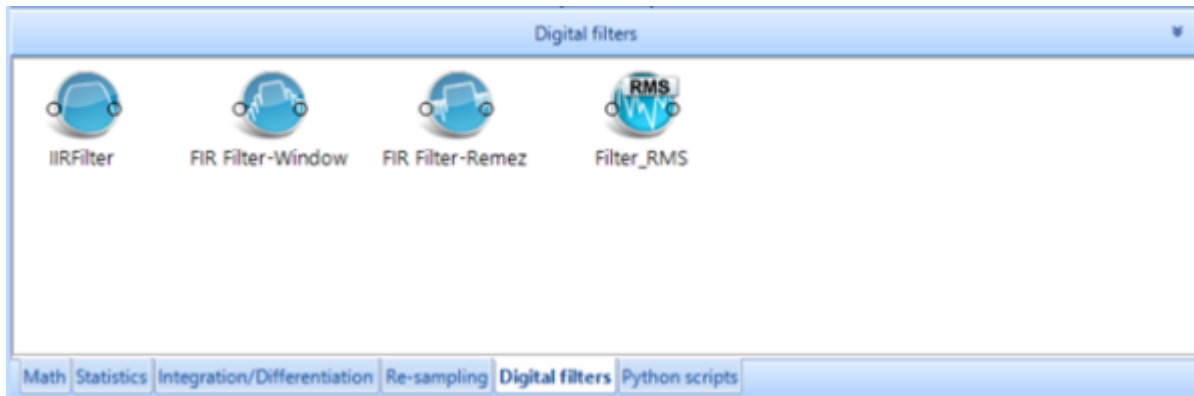 Digital filters
RMS
IIRFilter FIR Filter-Window FIR Filter-Remez Filter_RMS
Math Statistics Integration/Differentiation Re-sampling Digital filters Python scripts